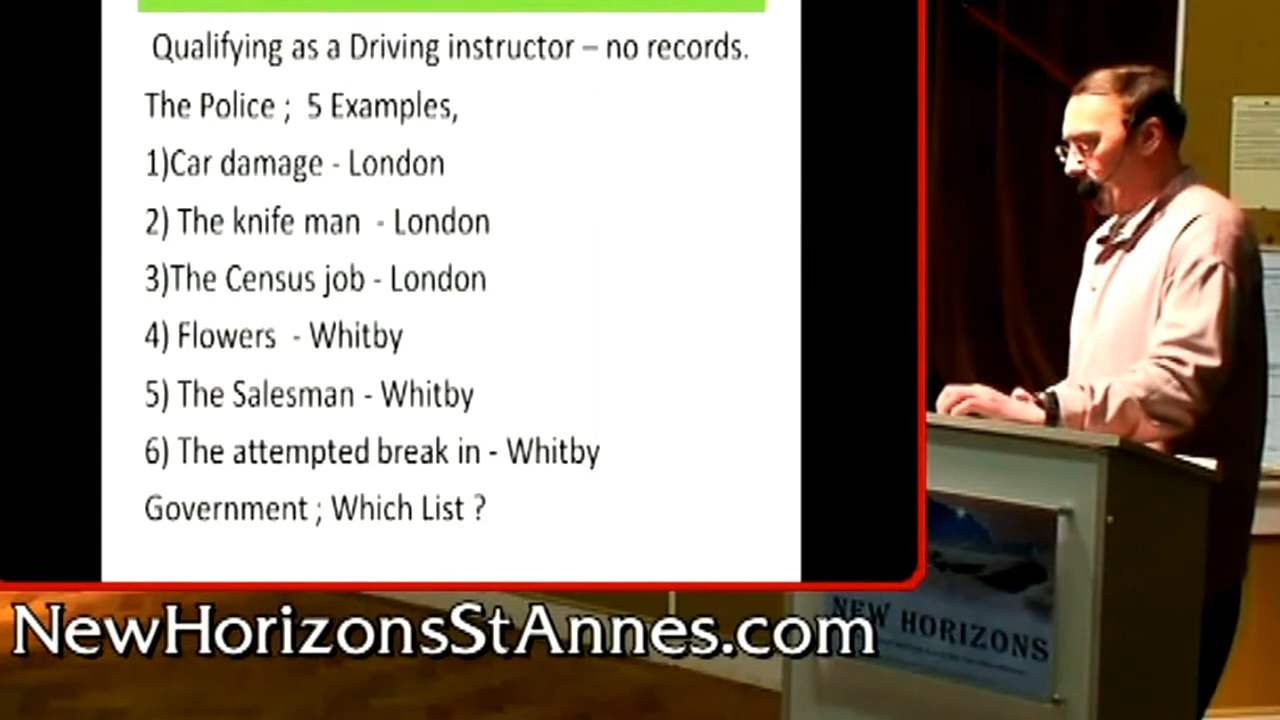 Qualifying as a Driving instructor – no records.
The Police ; 5 Examples,
1)Car damage - London
2) The knife man - London
3)The Census job - London
4) Flowers - Whitby
5) The Salesman - Whitby
6) The attempted break in - Whitby
Government ; Which List ?
NewHorizonsStAnnes.com
NEW HORIZONS